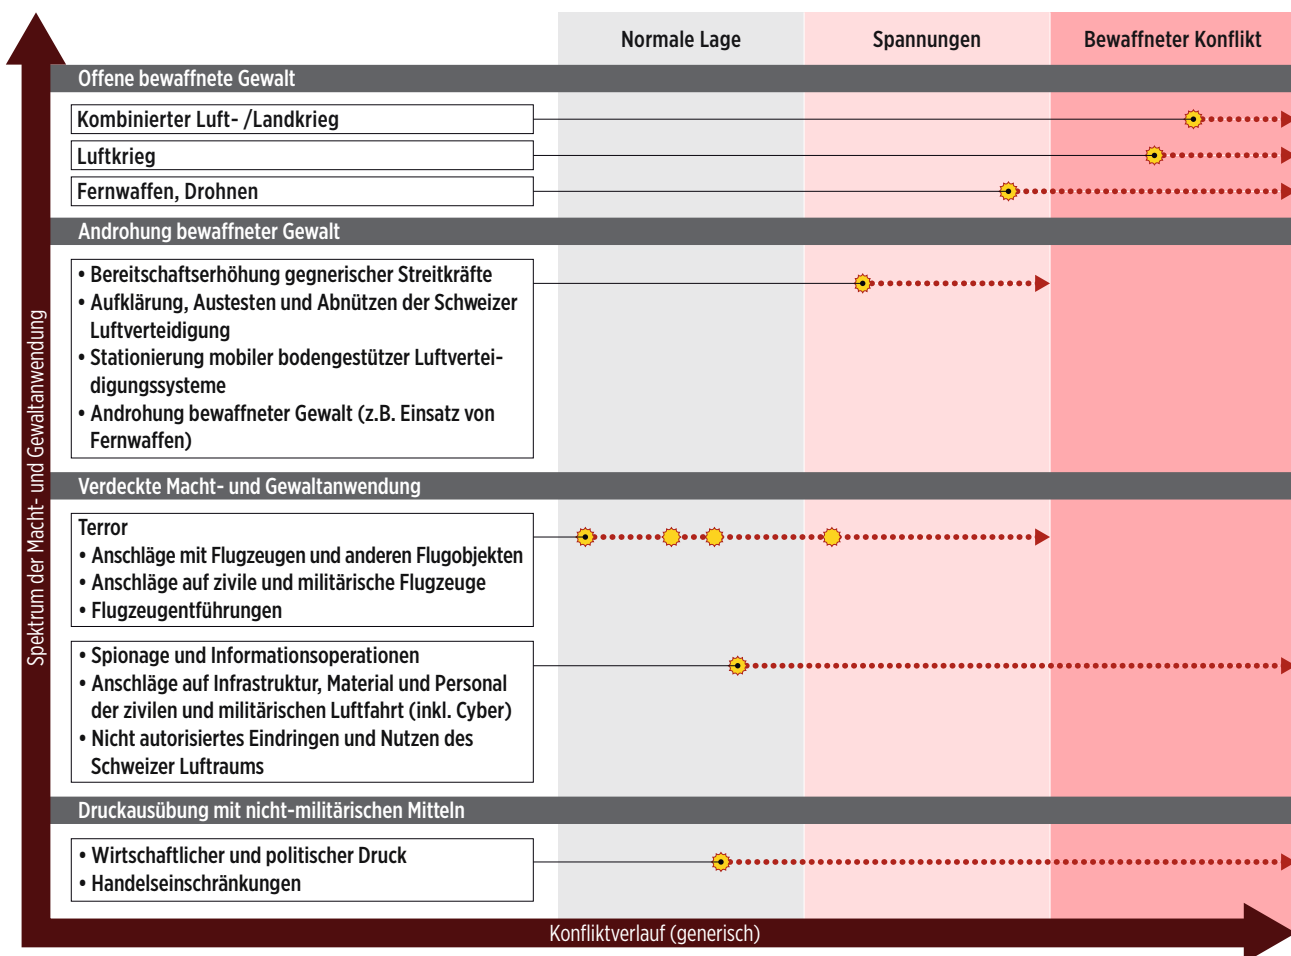 Normale Lage
Spannungen
Bewaffneter Konflikt
Offene bewaffnete Gewalt
Kombinierter Luft- /Landkrieg
Luftkrieg
Fernwaffen, Drohnen
Androhung bewaffneter Gewalt
• Bereitschaftserhöhung gegnerischer Streitkräfte
• Aufklärung, Austesten und Abnützen der Schweizer
Luftverteidigung
• Stationierung mobiler bodengestützer Luftvertei-
digungssysteme
• Androhung bewaffneter Gewalt (z.B. Einsatz von
Fernwaffen)
Verdeckte Macht- und Gewaltanwendung
Terror
• Anschläge mit Flugzeugen und anderen Flugobjekten
• Anschläge auf zivile und militärische Flugzeuge
• Flugzeugentführungen
• Spionage und Informationsoperationen
• Anschläge auf Infrastruktur, Material und Personal
der zivilen und militärischen Luftfahrt (inkl. Cyber)
• Nicht autorisiertes Eindringen und Nutzen des
Schweizer Luftraums
Druckausübung mit nicht-militärischen Mitteln
• Wirtschaftlicher und politischer Druck
• Handelseinschränkungen
Spektrum der Macht- und Gewaltanwendung
Konfliktverlauf (generisch)